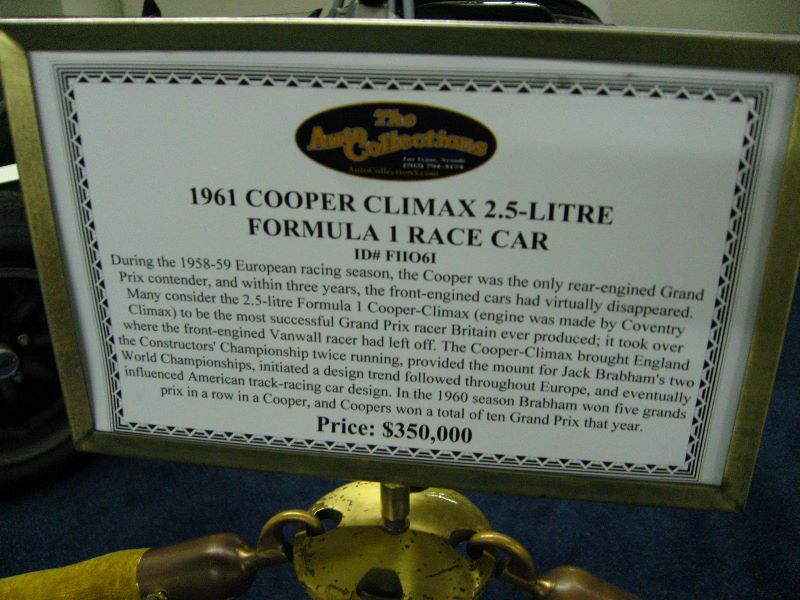 The
Auto Collections
Las Vegas, Nevada
(702) 794-3174
AutoCollections.com
1961 COOPER CLIMAX 2.5-LITRE
FORMULA 1 RACE CAR
ID# FIIO6I
During the 1958-59 European racing season, the Cooper was the only rear-engined Grand
Prix contender, and within three years, the front-engined cars had virtually disappeared.
Many consider the 2.5-litre Formula 1 Cooper-Climax (engine was made by Coventry
Climax) to be the most successful Grand Prix racer Britain ever produced; it took over
where the front-engined Vanwall racer had left off. The Cooper-Climax brought England
the Constructors' Championship twice running, provided the mount for Jack Brabham's two
World Championships, initiated a design trend followed throughout Europe, and eventually
influenced American track-racing car design. In the 1960 season Brabham won five grands
prix in a row in a Cooper, and Coopers won a total of ten Grand Prix that year.
Price: $350,000